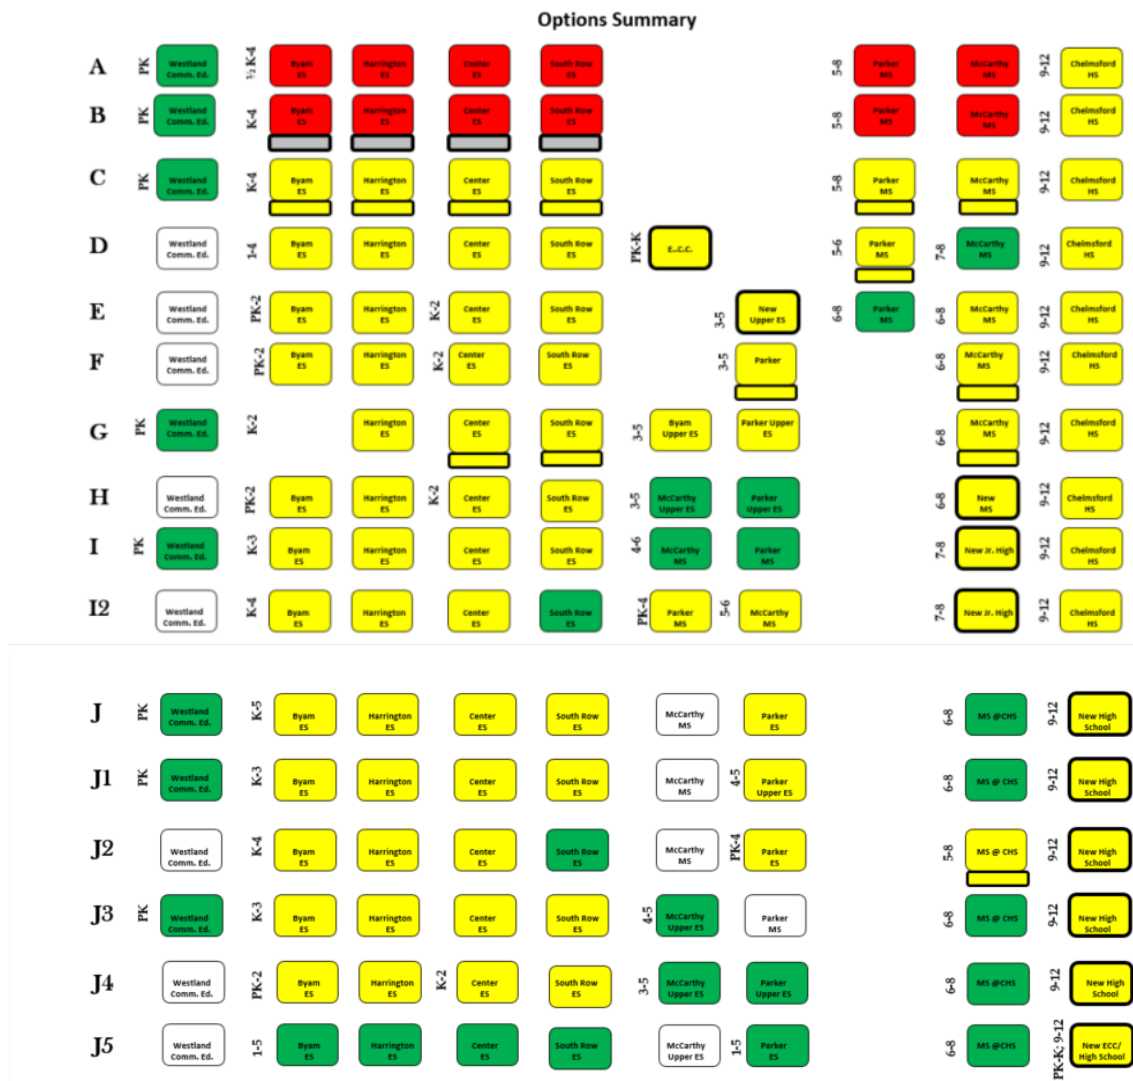 Options Summary
A PK Westland Comm. Ed. ½ K-4 Byam ES Harrington ES Center ES South Row ES 5-8 Parker MS McCarthy MS 9-12 Chelmsford HS
B PK Westland Comm. Ed. K-4 Byam ES Harrington ES Center ES South Row ES 5-8 Parker MS McCarthy MS 9-12 Chelmsford HS
C PK Westland Comm. Ed. K-4 Byam ES Harrington ES Center ES South Row ES 5-8 Parker MS McCarthy MS 9-12 Chelmsford HS
D Westland Comm. Ed. 1-4 Byam ES Harrington ES Center ES South Row ES PK-K E..C.C. 5-6 Parker MS 7-8 McCarthy MS 9-12 Chelmsford HS
E Westland Comm. Ed. PK-2 Byam ES Harrington ES K-2 Center ES South Row ES 3-5 New Upper ES 6-8 Parker MS 6-8 McCarthy MS 9-12 Chelmsford HS
F Westland Comm. Ed. PK-2 Byam ES Harrington ES K-2 Center ES South Row ES 3-5 Parker 6-8 McCarthy MS 9-12 Chelmsford HS
G PK Westland Comm. Ed. K-2 Harrington ES Center ES South Row ES 3-5 Byam Upper ES Parker Upper ES 6-8 McCarthy MS 9-12 Chelmsford HS
H Westland Comm. Ed. PK-2 Byam ES Harrington ES K-2 Center ES South Row ES 3-5 McCarthy Upper ES Parker Upper ES 6-8 New MS 9-12 Chelmsford HS
I PK Westland Comm. Ed. K-3 Byam ES Harrington ES Center ES South Row ES 4-6 McCarthy MS Parker MS 7-8 New Jr. High 9-12 Chelmsford HS
I2 Westland Comm. Ed. K-4 Byam ES Harrington ES Center ES South Row ES PK-4 Parker MS 5-6 McCarthy MS 7-8 New Jr. High 9-12 Chelmsford HS
J PK Westland Comm. Ed. K-5 Byam ES Harrington ES Center ES South Row ES McCarthy MS Parker ES 6-8 MS @CHS 9-12 New High School
J1 PK Westland Comm. Ed. K-3 Byam ES Harrington ES Center ES South Row ES McCarthy MS 4-5 Parker Upper ES 6-8 MS @ CHS 9-12 New High School
J2 Westland Comm. Ed. K-4 Byam ES Harrington ES Center ES South Row ES McCarthy MS PK-4 Parker ES 5-8 MS @ CHS 9-12 New High School
J3 PK Westland Comm. Ed. K-3 Byam ES Harrington ES Center ES South Row ES 4-5 McCarthy Upper ES Parker MS 6-8 MS @CHS 9-12 New High School
J4 Westland Comm. Ed. PK-2 Byam ES Harrington ES K-2 Center ES South Row ES 3-5 McCarthy Upper ES Parker Upper ES 6-8 MS @CHS 9-12 New High School
J5 Westland Comm. Ed. 1-5 Byam ES Harrington ES Center ES South Row ES McCarthy Upper ES 1-5 Parker ES 6-8 MS @CHS PK-K; 9-12 New ECC/ High School